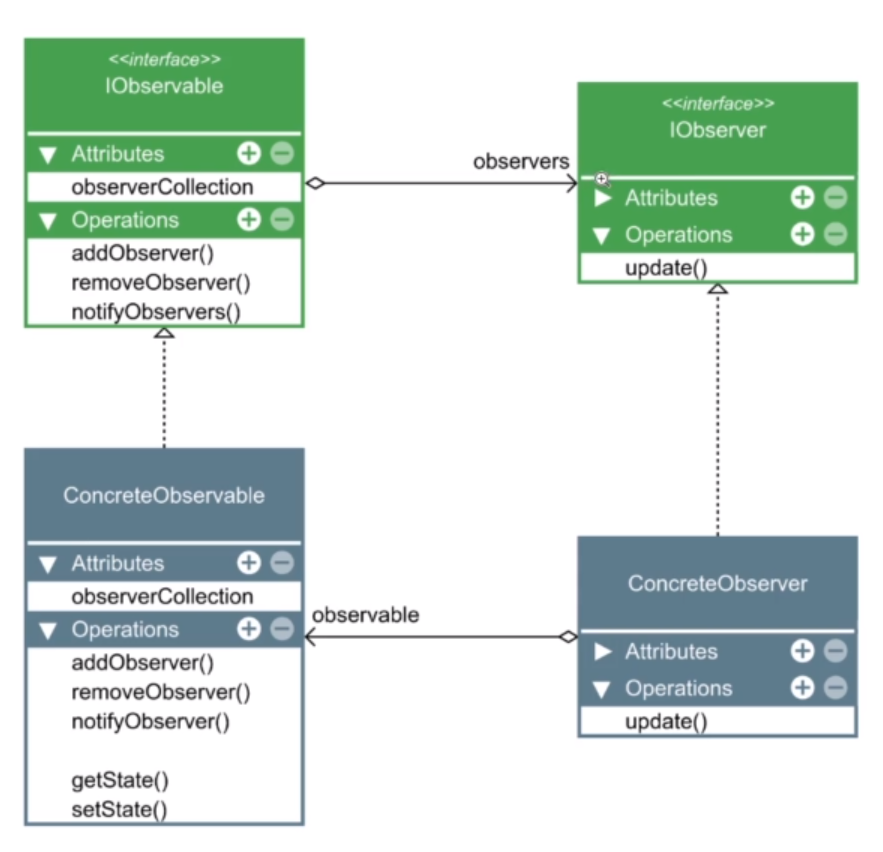 <<interface>>
IObservable
Attributes
observerCollection
Operations
addObserver()
removeObserver()
notifyObservers()
observers
<<interface>>
IObserver
Attributes
Operations
update()
ConcreteObservable
Attributes
observerCollection
Operations
addObserver()
removeObserver()
notifyObserver()
getState()
setState()
observable
ConcreteObserver
Attributes
Operations
update()